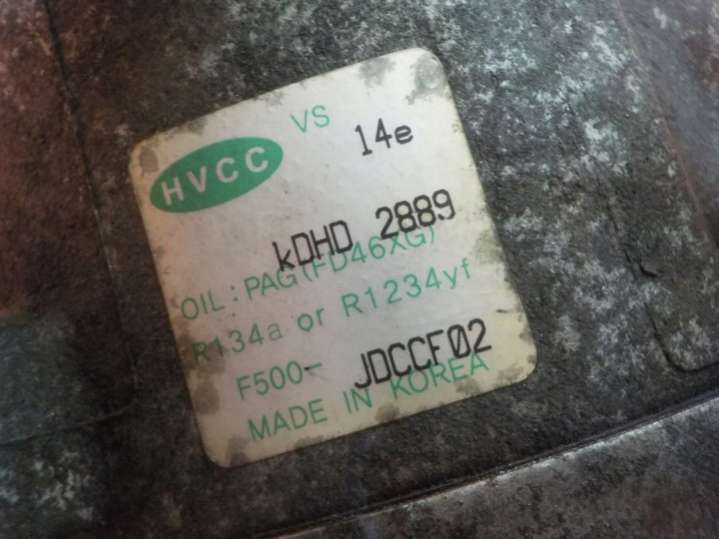 VS 14e
HVCC
kDHD 2889
OIL : PAG(FD46XG)
R134a or R1234yf
F500- JDCCF02
MADE IN KOREA